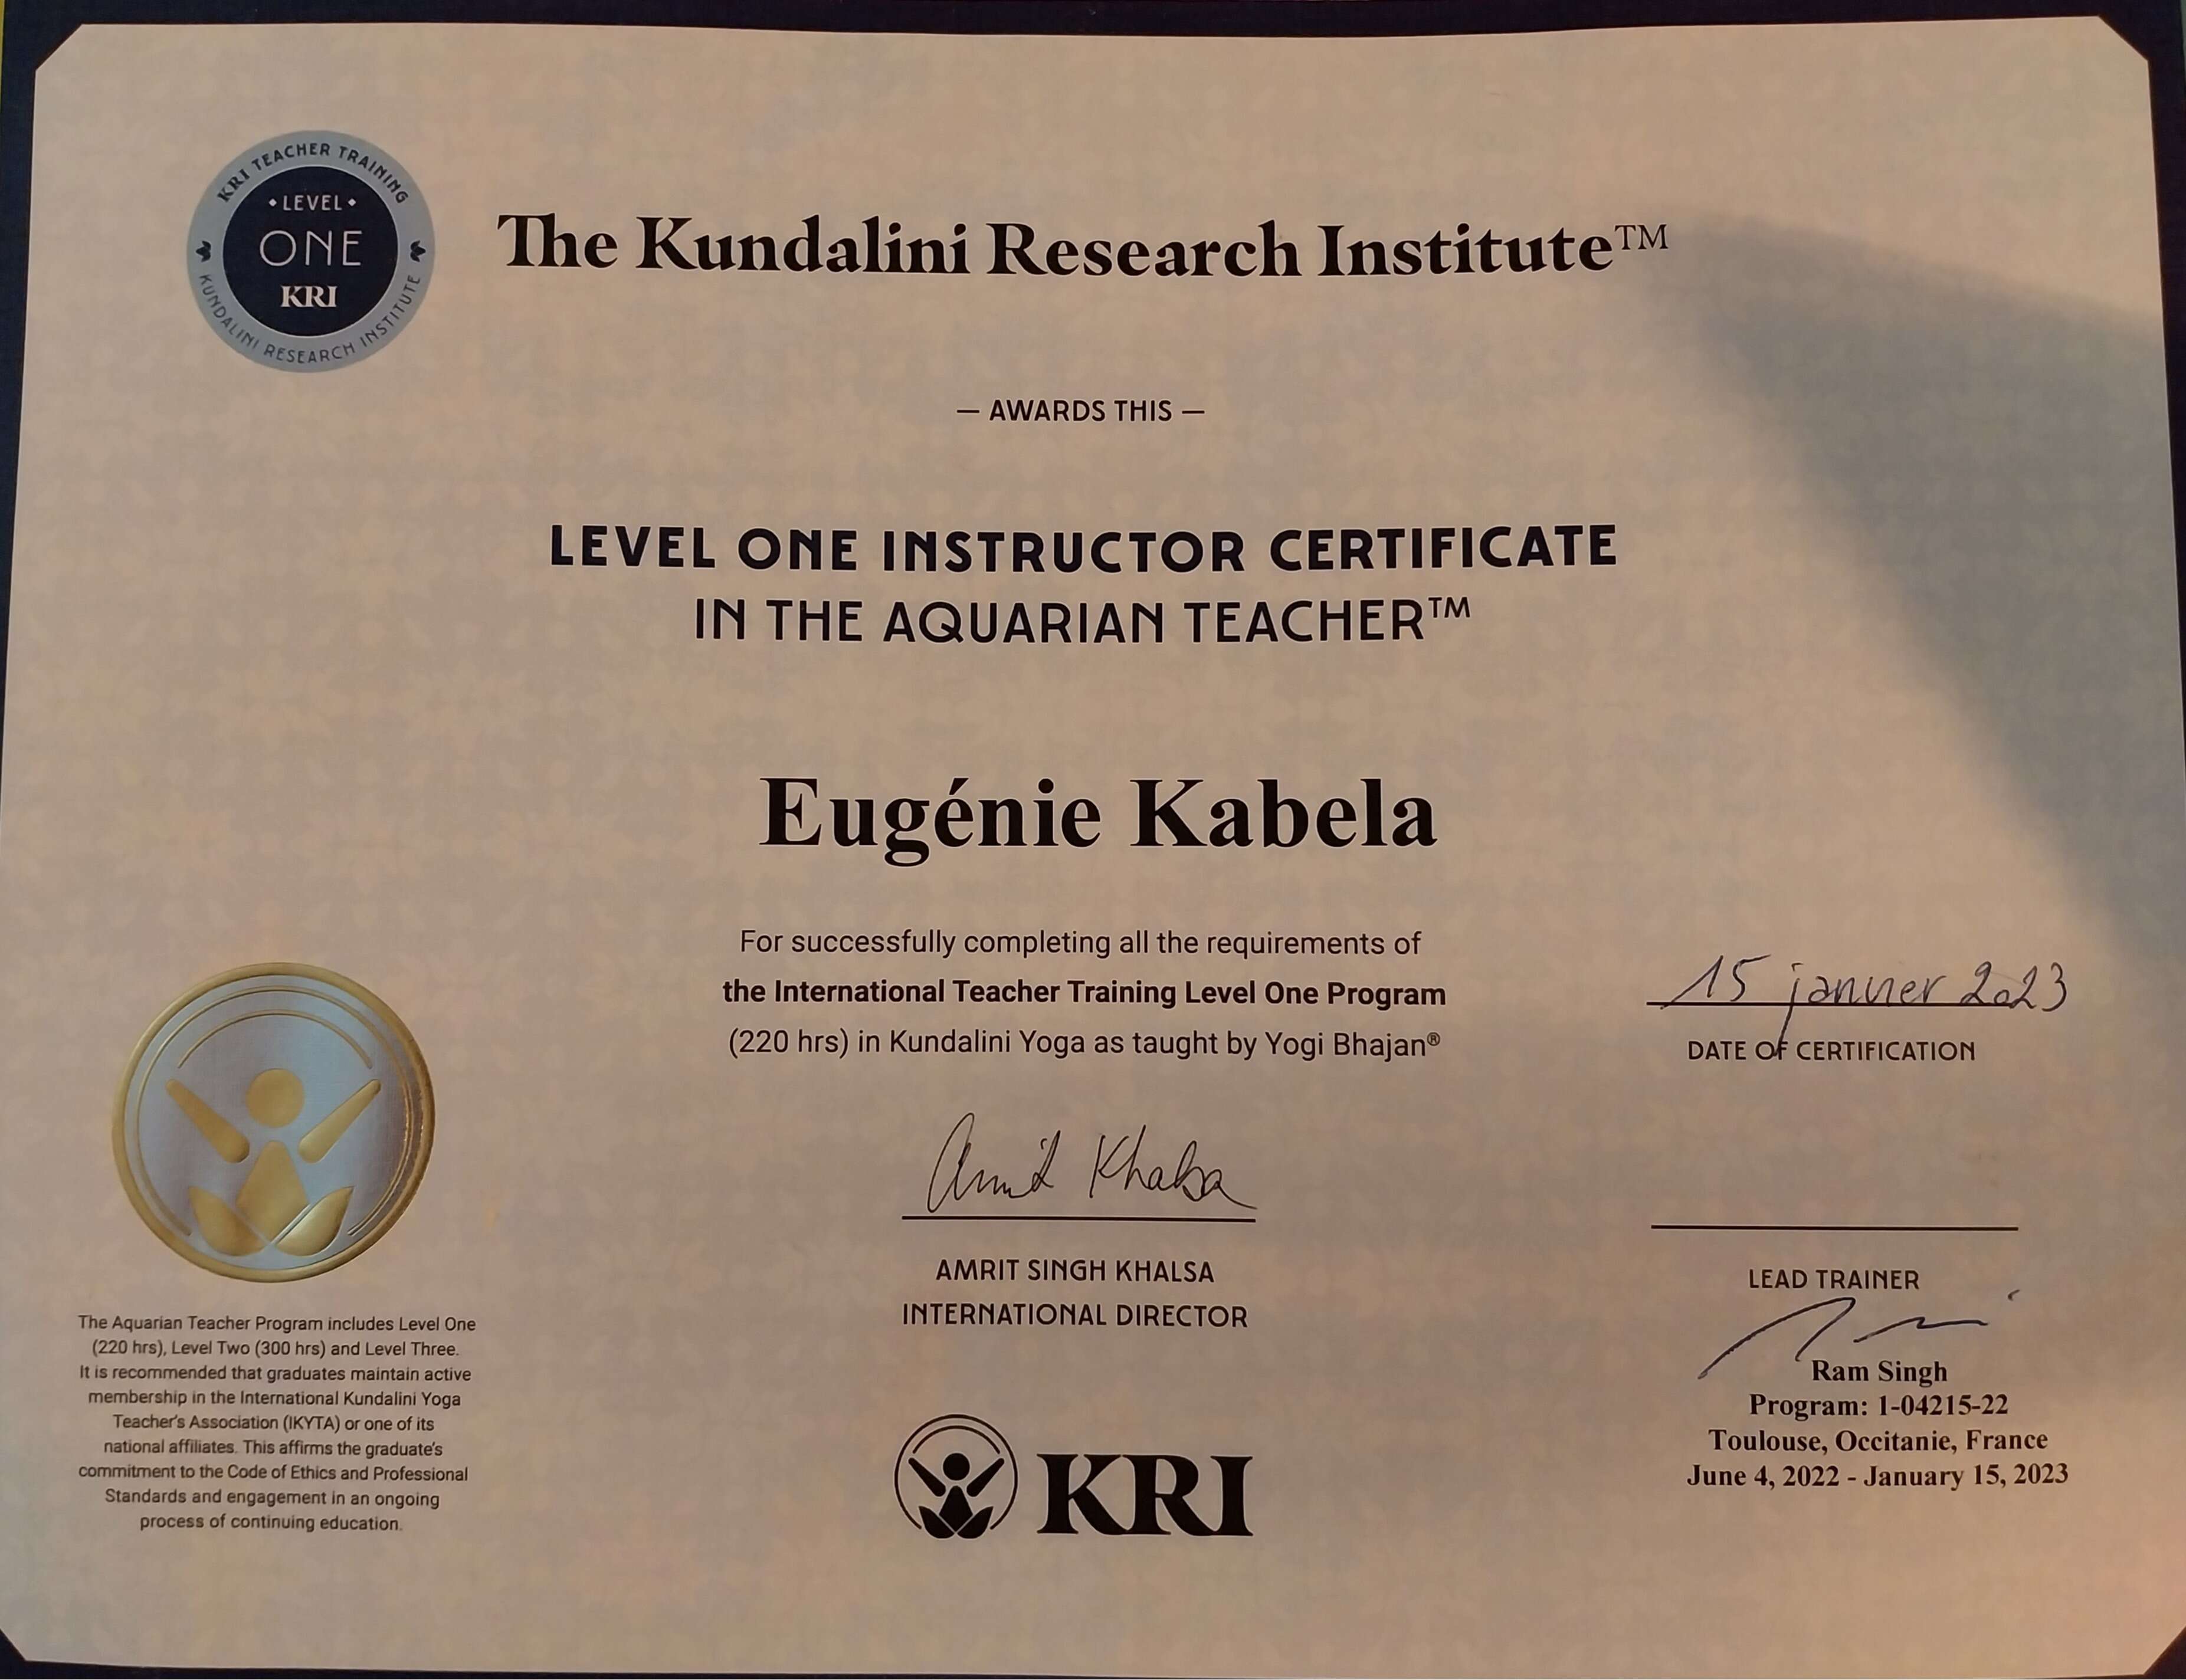 KRI TEACHER TRAINING
• LEVEL •
ONE
KRI
KUNDALINI RESEARCH INSTITUTE
The Kundalini Research Institute™
— AWARDS THIS —
LEVEL ONE INSTRUCTOR CERTIFICATE
IN THE AQUARIAN TEACHER™
Eugénie Kabela
For successfully completing all the requirements of
the International Teacher Training Level One Program
(220 hrs) in Kundalini Yoga as taught by Yogi Bhajan®
15 janvier 2023
DATE OF CERTIFICATION
Amrit Khalsa
AMRIT SINGH KHALSA
INTERNATIONAL DIRECTOR
LEAD TRAINER
Ram Singh
Program: 1-04215-22
Toulouse, Occitanie, France
June 4, 2022 - January 15, 2023
The Aquarian Teacher Program includes Level One
(220 hrs), Level Two (300 hrs) and Level Three.
It is recommended that graduates maintain active
membership in the International Kundalini Yoga
Teacher's Association (IKYTA) or one of its
national affiliates. This affirms the graduate's
commitment to the Code of Ethics and Professional
Standards and engagement in an ongoing
process of continuing education.
KRI